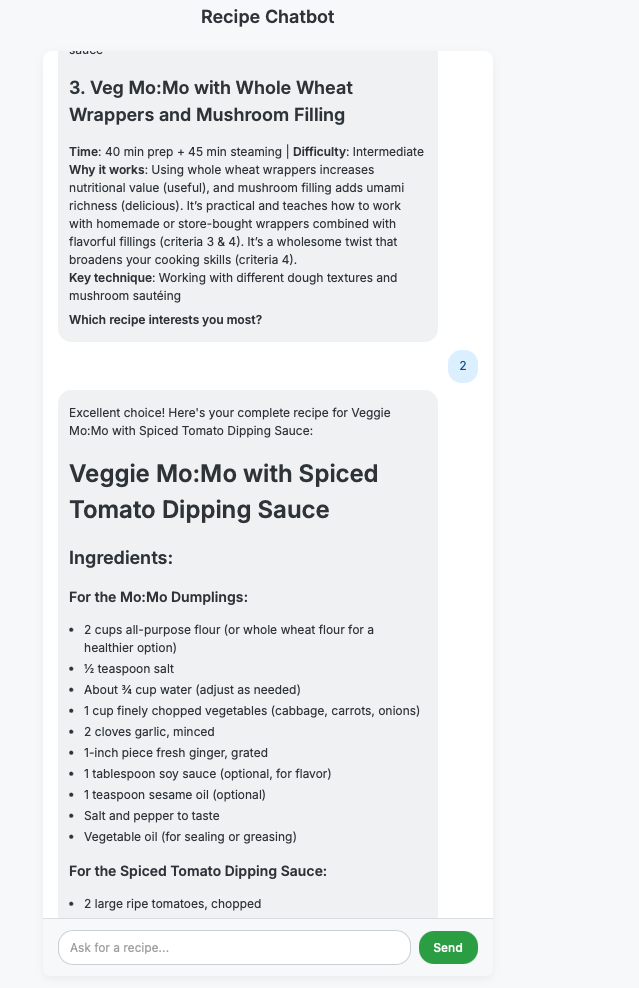 Recipe Chatbot
sauce
3. Veg Mo:Mo with Whole Wheat
Wrappers and Mushroom Filling
Time: 40 min prep + 45 min steaming | Difficulty: Intermediate
Why it works: Using whole wheat wrappers increases
nutritional value (useful), and mushroom filling adds umami
richness (delicious). It’s practical and teaches how to work
with homemade or store-bought wrappers combined with
flavorful fillings (criteria 3 & 4). It’s a wholesome twist that
broadens your cooking skills (criteria 4).
Key technique: Working with different dough textures and
mushroom sautéing
Which recipe interests you most?
2
Excellent choice! Here's your complete recipe for Veggie
Mo:Mo with Spiced Tomato Dipping Sauce:
Veggie Mo:Mo with Spiced
Tomato Dipping Sauce
Ingredients:
For the Mo:Mo Dumplings:
• 2 cups all-purpose flour (or whole wheat flour for a
healthier option)
• ½ teaspoon salt
• About ¾ cup water (adjust as needed)
• 1 cup finely chopped vegetables (cabbage, carrots, onions)
• 2 cloves garlic, minced
• 1-inch piece fresh ginger, grated
• 1 tablespoon soy sauce (optional, for flavor)
• 1 teaspoon sesame oil (optional)
• Salt and pepper to taste
• Vegetable oil (for sealing or greasing)
For the Spiced Tomato Dipping Sauce:
• 2 large ripe tomatoes, chopped
Ask for a recipe...
Send